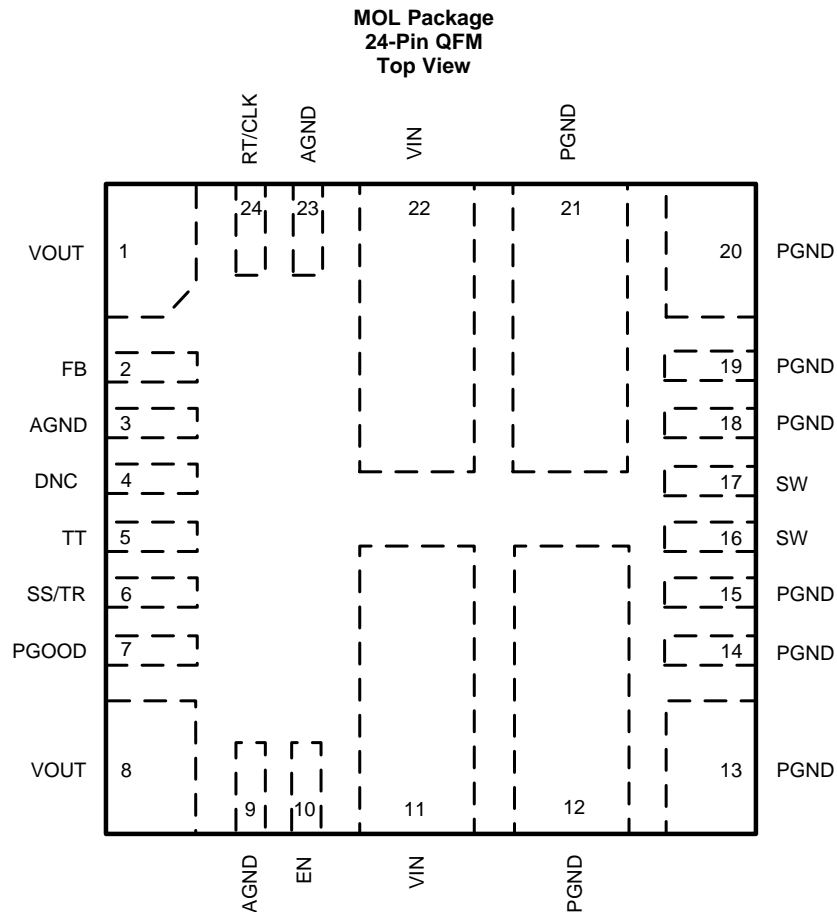 MOL Package
24-Pin QFM
Top View
RT/CLK
AGND
VIN
PGND
24 23 22 21
VOUT 1 20 PGND
FB 2 19 PGND
AGND 3 18 PGND
DNC 4 17 SW
TT 5 16 SW
SS/TR 6 15 PGND
PGOOD 7 14 PGND
VOUT 8 13 PGND
9 10 11 12
AGND
EN
VIN
PGND